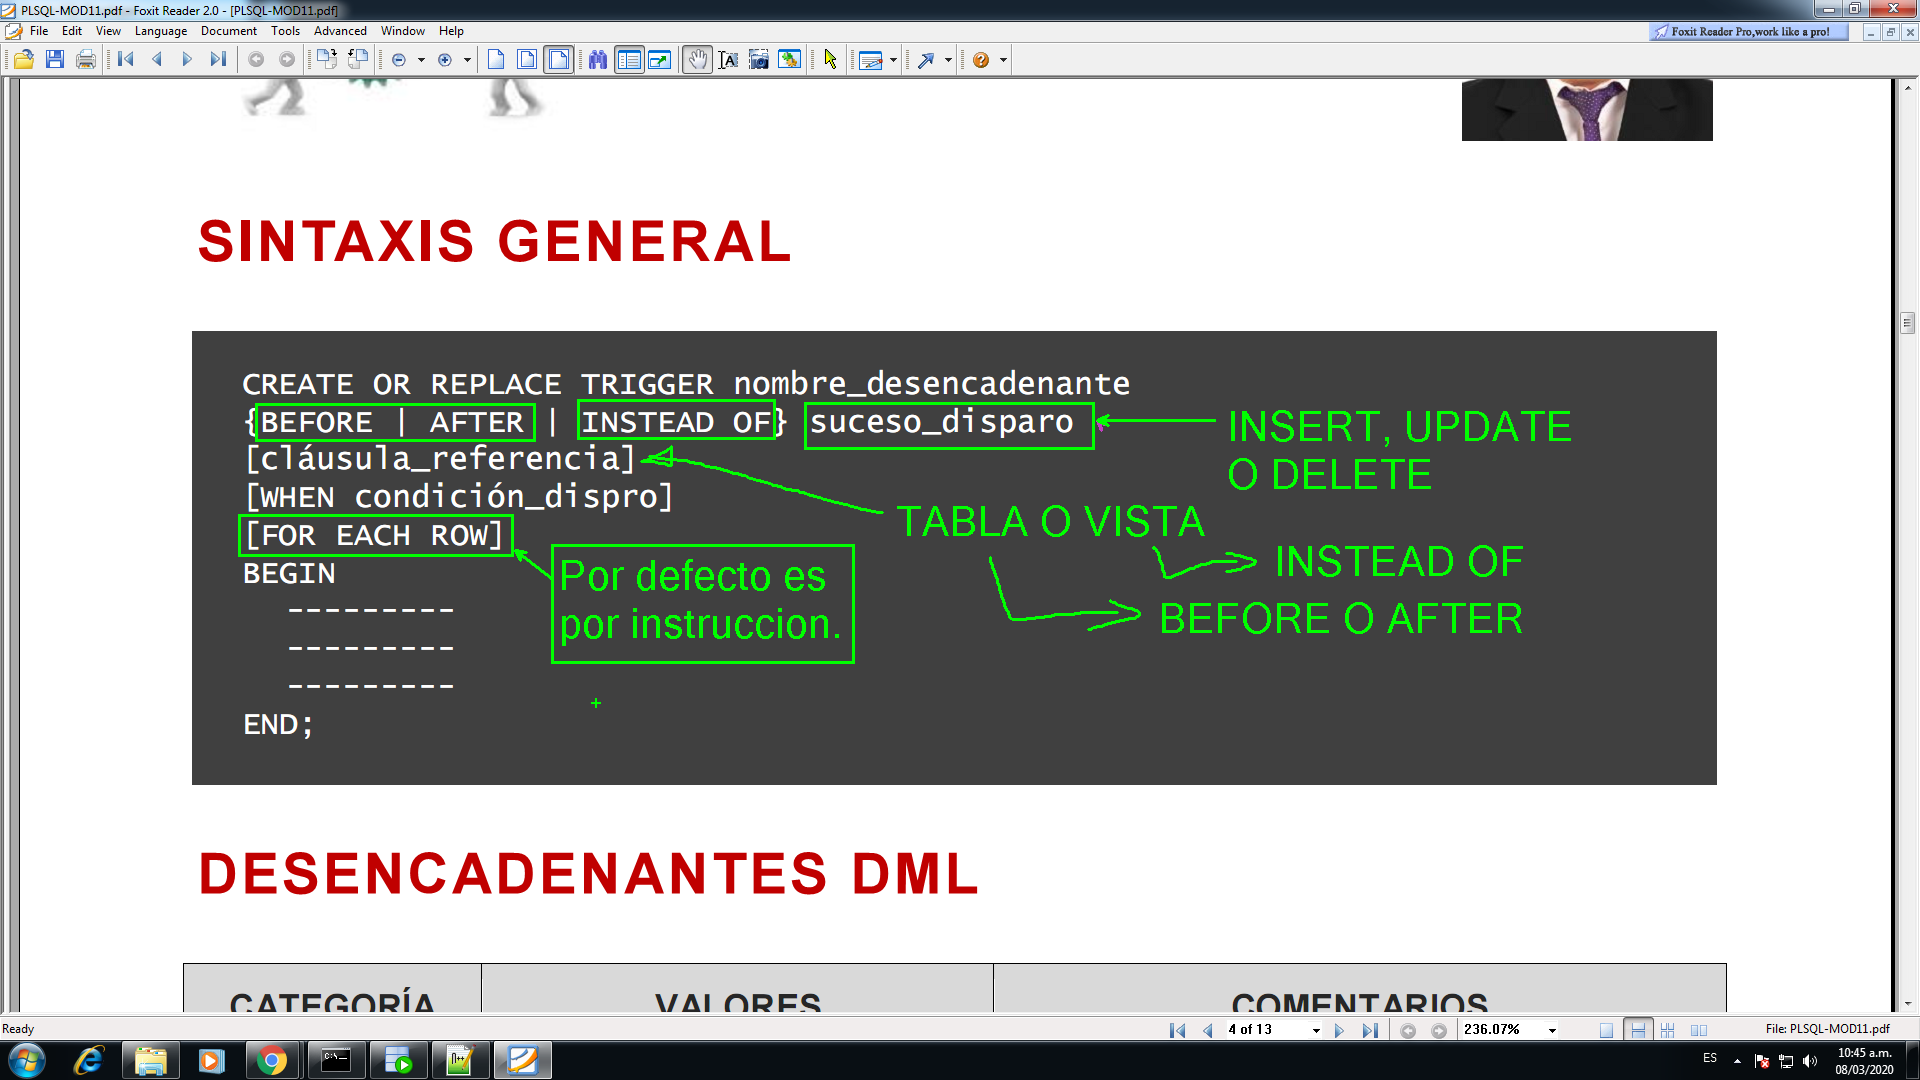 PLSQL-MOD11.pdf - Foxit Reader 2.0 - [PLSQL-MOD11.pdf]
File Edit View Language Document Tools Advanced Window Help
Foxit Reader Pro,work like a pro!
SINTAXIS GENERAL
CREATE OR REPLACE TRIGGER nombre_desencadenante
{BEFORE | AFTER | INSTEAD OF} suceso_disparo
INSERT, UPDATE
O DELETE
[cláusula_referencia]
[WHEN condición_dispro]
TABLA O VISTA
[FOR EACH ROW]
INSTEAD OF
BEGIN
Por defecto es
por instruccion.
BEFORE O AFTER
---------
---------
---------
END;
DESENCADENANTES DML
CATEGORÍA VALORES COMENTARIOS
Ready
4 of 13
236.07%
File: PLSQL-MOD11.pdf
ES
10:45 a.m.
08/03/2020